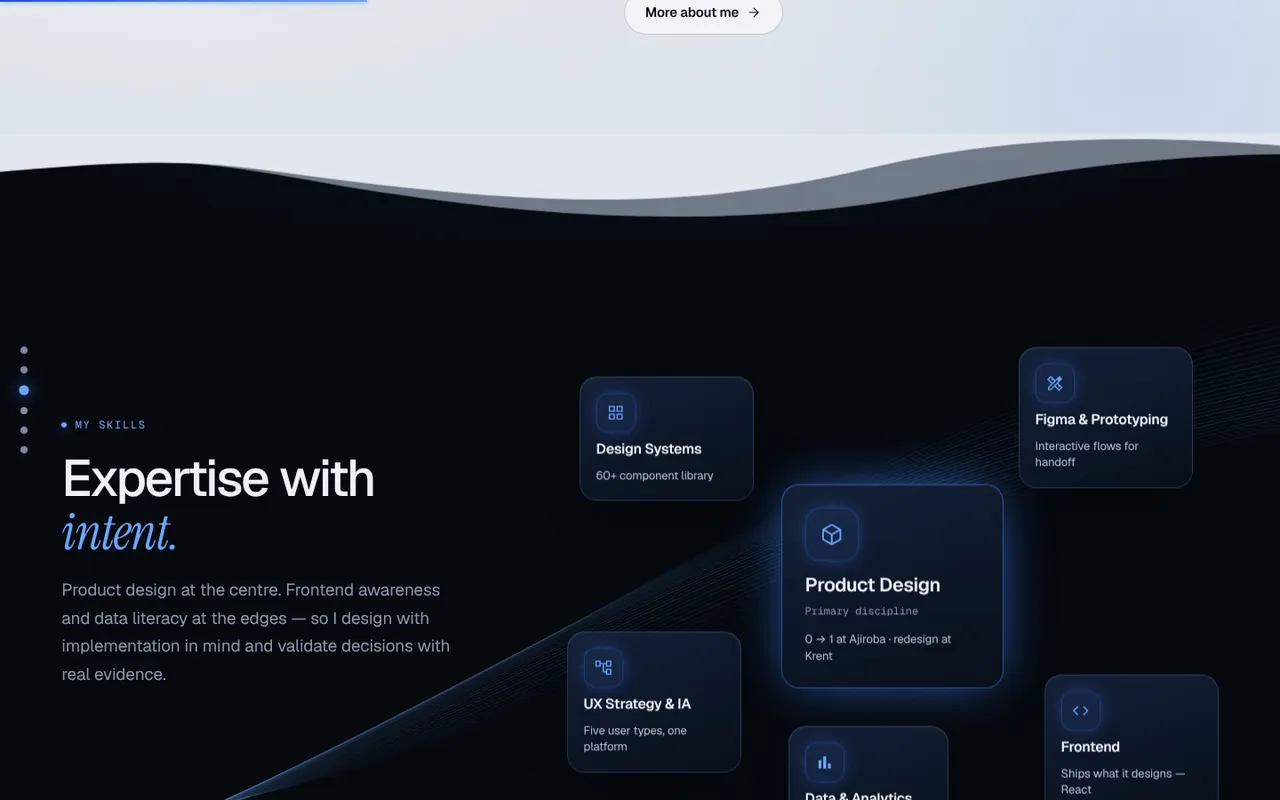 More about me →
MY SKILLS
Expertise with
intent.
Product design at the centre. Frontend awareness
and data literacy at the edges — so I design with
implementation in mind and validate decisions with
real evidence.
Design Systems
60+ component library
Figma & Prototyping
Interactive flows for
handoff
Product Design
Primary discipline
0 → 1 at Ajiroba · redesign at
Krent
UX Strategy & IA
Five user types, one
platform
Frontend
Ships what it designs —
React
Data & Analytics